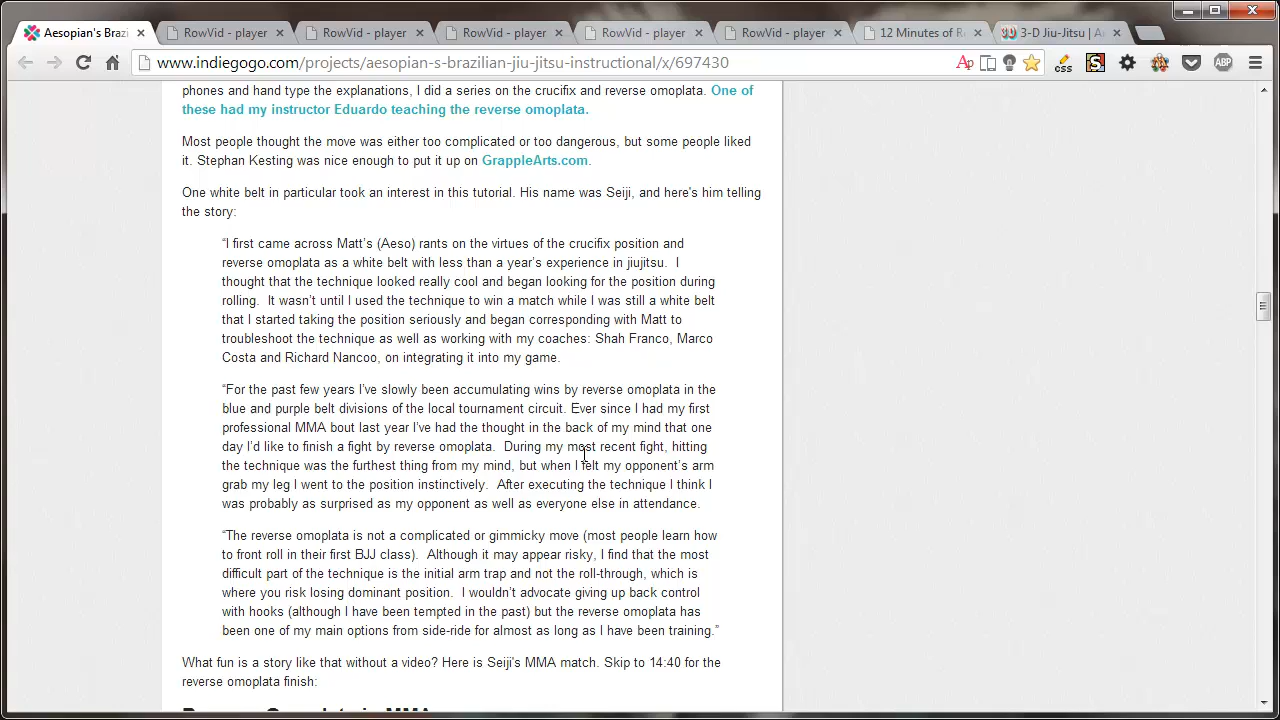 Aesopian's Brazi
RowVid - player
RowVid - player
RowVid - player
RowVid - player
RowVid - player
12 Minutes of R
3-D Jiu-Jitsu | A
www.indiegogo.com/projects/aesopian-s-brazilian-jiu-jitsu-instructional/x/697430
phones and hand type the explanations, I did a series on the crucifix and reverse omoplata. One of
these had my instructor Eduardo teaching the reverse omoplata.
Most people thought the move was either too complicated or too dangerous, but some people liked
it. Stephan Kesting was nice enough to put it up on GrappleArts.com.
One white belt in particular took an interest in this tutorial. His name was Seiji, and here's him telling
the story:
“I first came across Matt’s (Aeso) rants on the virtues of the crucifix position and
reverse omoplata as a white belt with less than a year’s experience in jiujitsu.  I
thought that the technique looked really cool and began looking for the position during
rolling.  It wasn’t until I used the technique to win a match while I was still a white belt
that I started taking the position seriously and began corresponding with Matt to
troubleshoot the technique as well as working with my coaches: Shah Franco, Marco
Costa and Richard Nancoo, on integrating it into my game.
“For the past few years I’ve slowly been accumulating wins by reverse omoplata in the
blue and purple belt divisions of the local tournament circuit. Ever since I had my first
professional MMA bout last year I’ve had the thought in the back of my mind that one
day I’d like to finish a fight by reverse omoplata.  During my most recent fight, hitting
the technique was the furthest thing from my mind, but when I felt my opponent’s arm
grab my leg I went to the position instinctively.  After executing the technique I think I
was probably as surprised as my opponent as well as everyone else in attendance.
“The reverse omoplata is not a complicated or gimmicky move (most people learn how
to front roll in their first BJJ class).  Although it may appear risky, I find that the most
difficult part of the technique is the initial arm trap and not the roll-through, which is
where you risk losing dominant position.  I wouldn’t advocate giving up back control
with hooks (although I have been tempted in the past) but the reverse omoplata has
been one of my main options from side-ride for almost as long as I have been training.”
What fun is a story like that without a video? Here is Seiji’s MMA match. Skip to 14:40 for the
reverse omoplata finish:
Reverse Omoplata in MMA